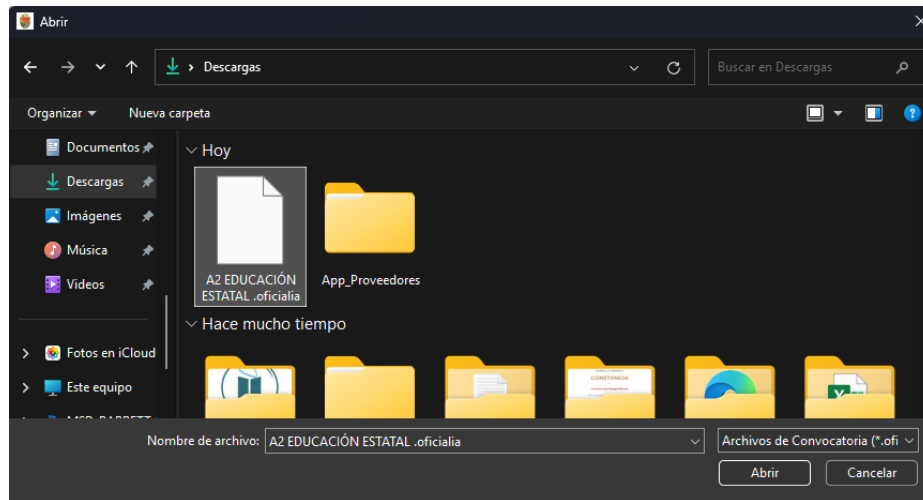 Abrir
Descargas
Buscar en Descargas
Organizar
Nueva carpeta
Documentos
Descargas
Imágenes
Música
Videos
Fotos en iCloud
Este equipo
Hoy
A2 EDUCACIÓN
ESTATAL .oficialia
App_Proveedores
Hace mucho tiempo
CONSTANCIA
Nombre de archivo: A2 EDUCACIÓN ESTATAL .oficialia
Archivos de Convocatoria (*.ofi
Abrir
Cancelar